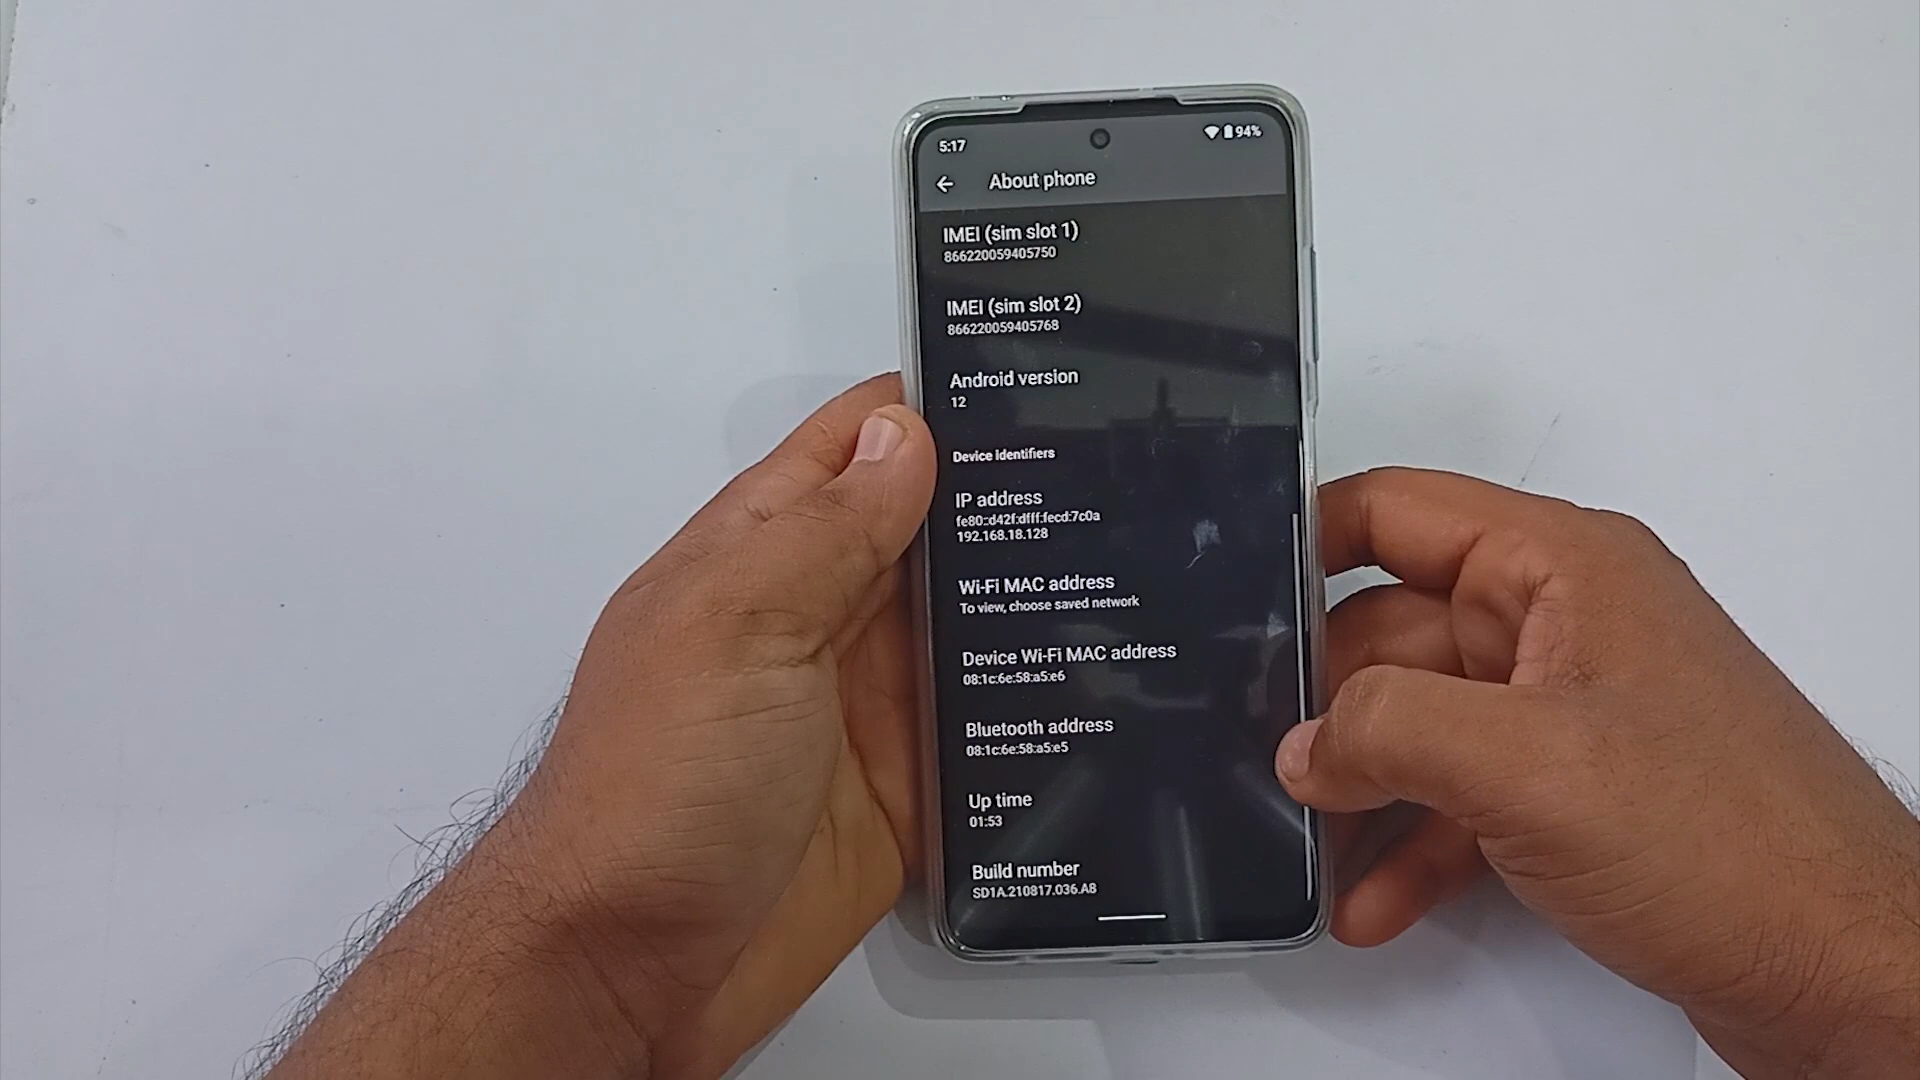 5:17
94%
About phone
IMEI (sim slot 1)
866220059405750
IMEI (sim slot 2)
866220059405768
Android version
12
Device identifiers
IP address
fe80::d42f:dfff:fecd:7c0a
192.168.18.128
Wi-Fi MAC address
To view, choose saved network
Device Wi-Fi MAC address
08:1c:6e:58:a5:e6
Bluetooth address
08:1c:6e:58:a5:e5
Up time
01:53
Build number
SD1A.210817.036.A8